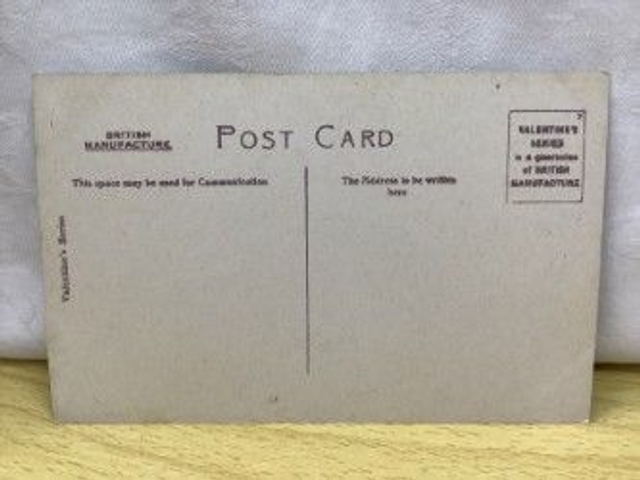 BRITISH
MANUFACTURE
POST CARD
This space may be used for Communication
The Address to be written
here
VALENTINE'S
SERIES
is a guarantee
of BRITISH
MANUFACTURE
Valentine's Series